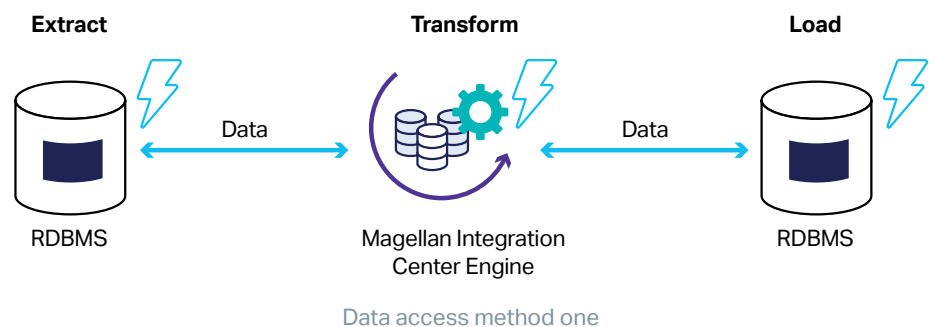 Extract
Transform
Load
Data
Data
RDBMS
Magellan Integration
Center Engine
RDBMS
Data access method one